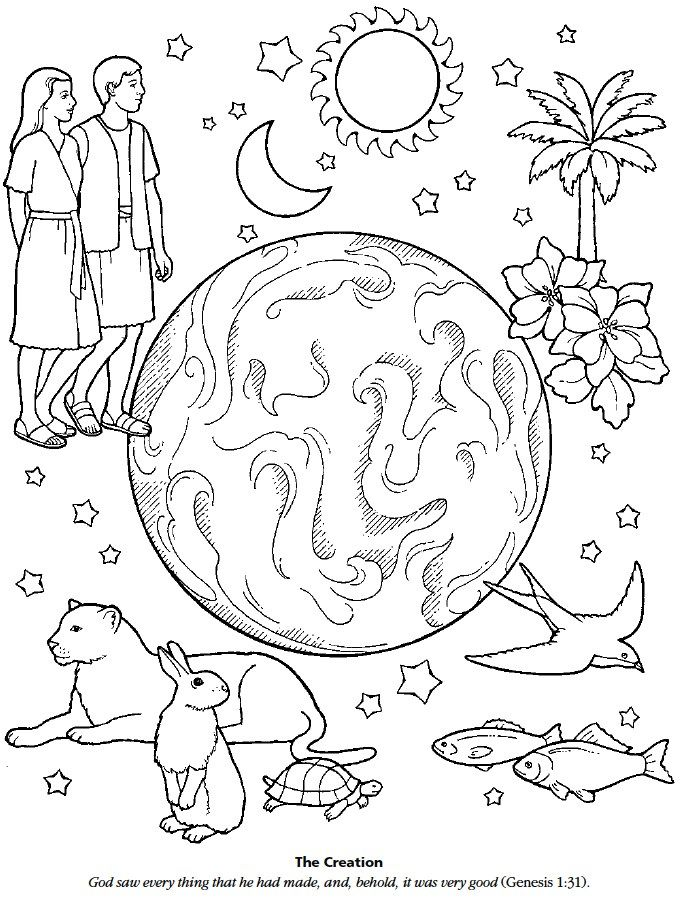 The Creation
God saw every thing that he had made, and, behold, it was very good (Genesis 1:31).